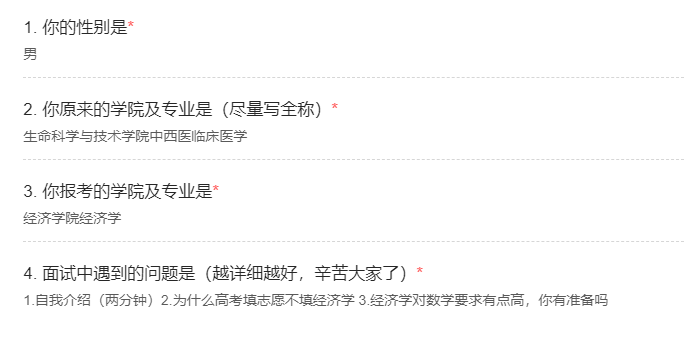 1. 你的性别是*
男
2. 你原来的学院及专业是（尽量写全称）*
生命科学与技术学院中西医临床医学
3. 你报考的学院及专业是*
经济学院经济学
4. 面试中遇到的问题是（越详细越好，辛苦大家了）*
1.自我介绍（两分钟）2.为什么高考填志愿不填经济学 3.经济学对数学要求有点高，你有准备吗